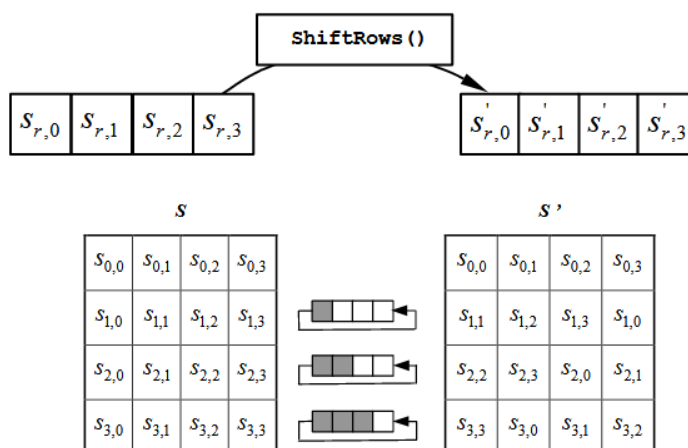 ShiftRows()
s_{r,0} s_{r,1} s_{r,2} s_{r,3} s'_{r,0} s'_{r,1} s'_{r,2} s'_{r,3}
S S'
s_{0,0} s_{0,1} s_{0,2} s_{0,3} s_{0,0} s_{0,1} s_{0,2} s_{0,3}
s_{1,0} s_{1,1} s_{1,2} s_{1,3} s_{1,1} s_{1,2} s_{1,3} s_{1,0}
s_{2,0} s_{2,1} s_{2,2} s_{2,3} s_{2,2} s_{2,3} s_{2,0} s_{2,1}
s_{3,0} s_{3,1} s_{3,2} s_{3,3} s_{3,3} s_{3,0} s_{3,1} s_{3,2}